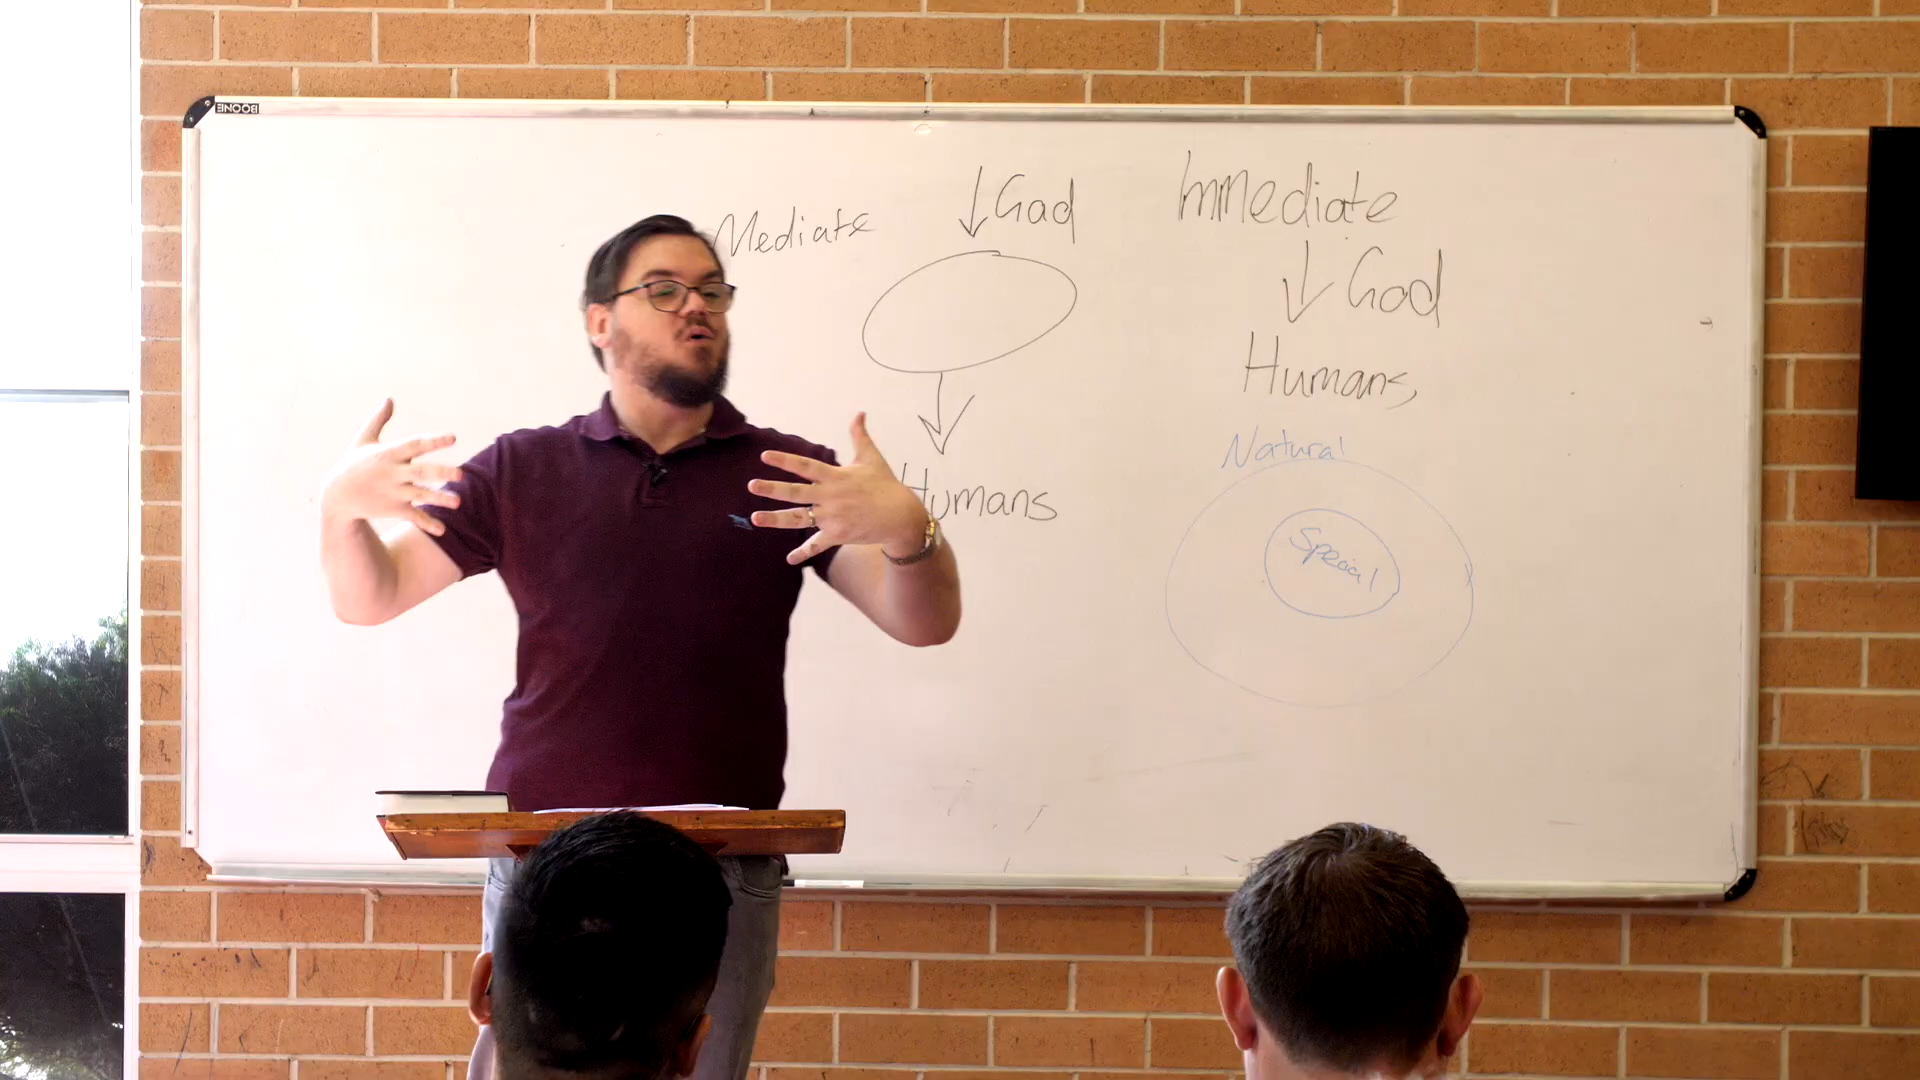 BOONE
Mediate
↓ God
Humans
Immediate
↓ God
Humans
Natural
Special